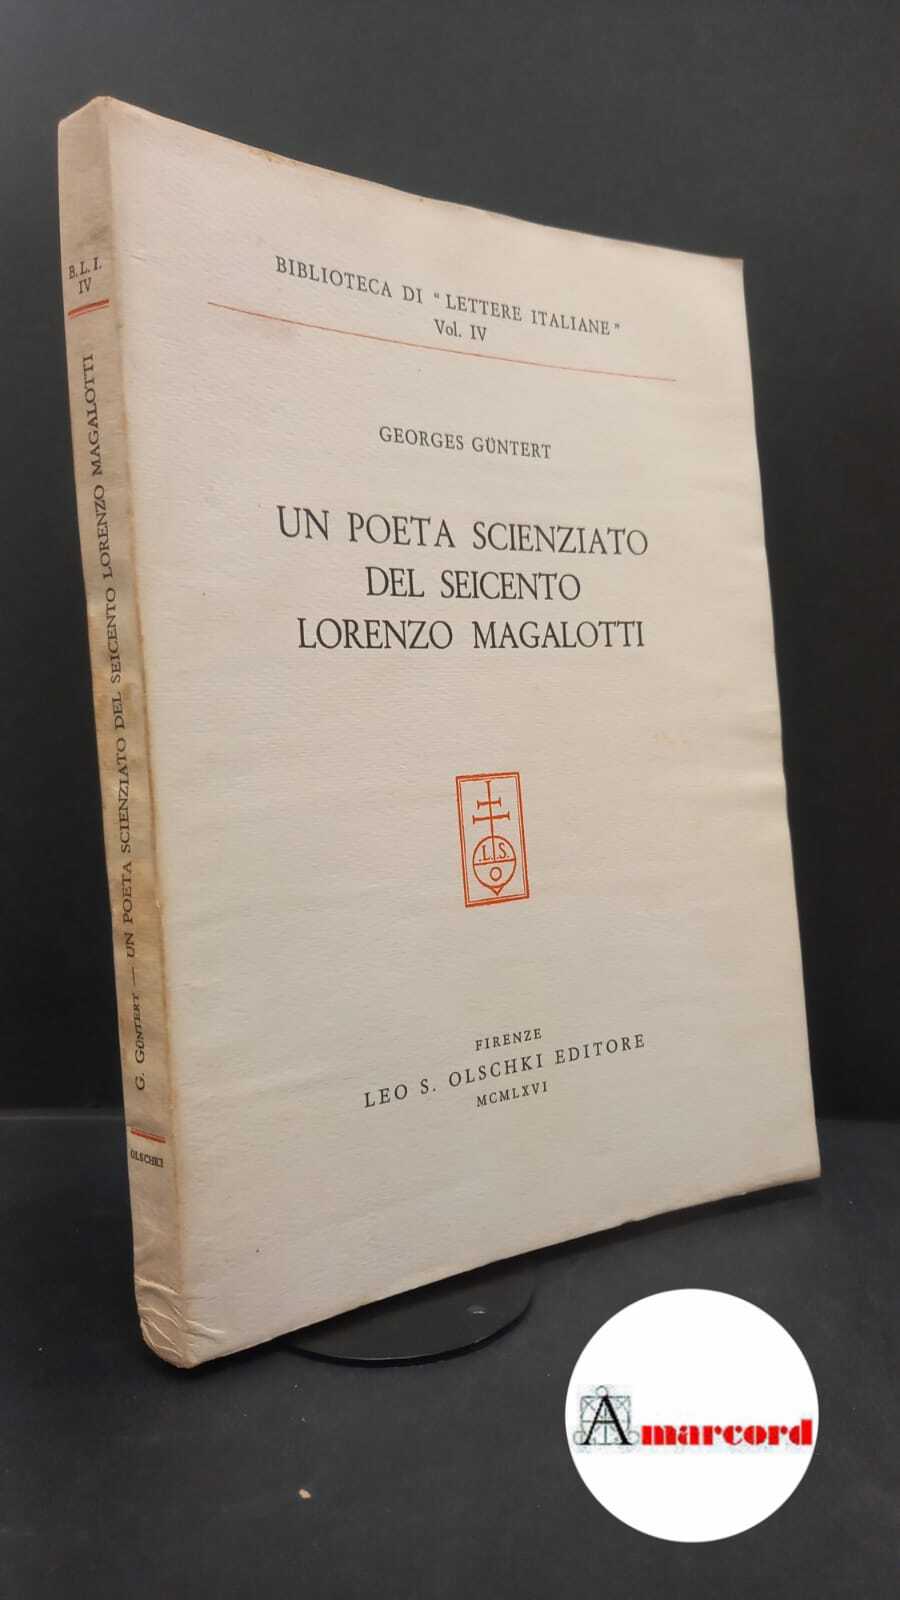 B. L. I.
IV
G. GÜNTERT — UN POETA SCIENZIATO DEL SEICENTO LORENZO MAGALOTTI
OLSCHKI
BIBLIOTECA DI "LETTERE ITALIANE"
Vol. IV
GEORGES GÜNTERT
UN POETA SCIENZIATO
DEL SEICENTO
LORENZO MAGALOTTI
.L.S.
O
FIRENZE
LEO S. OLSCHKI EDITORE
MCMLXVI
Amarcord